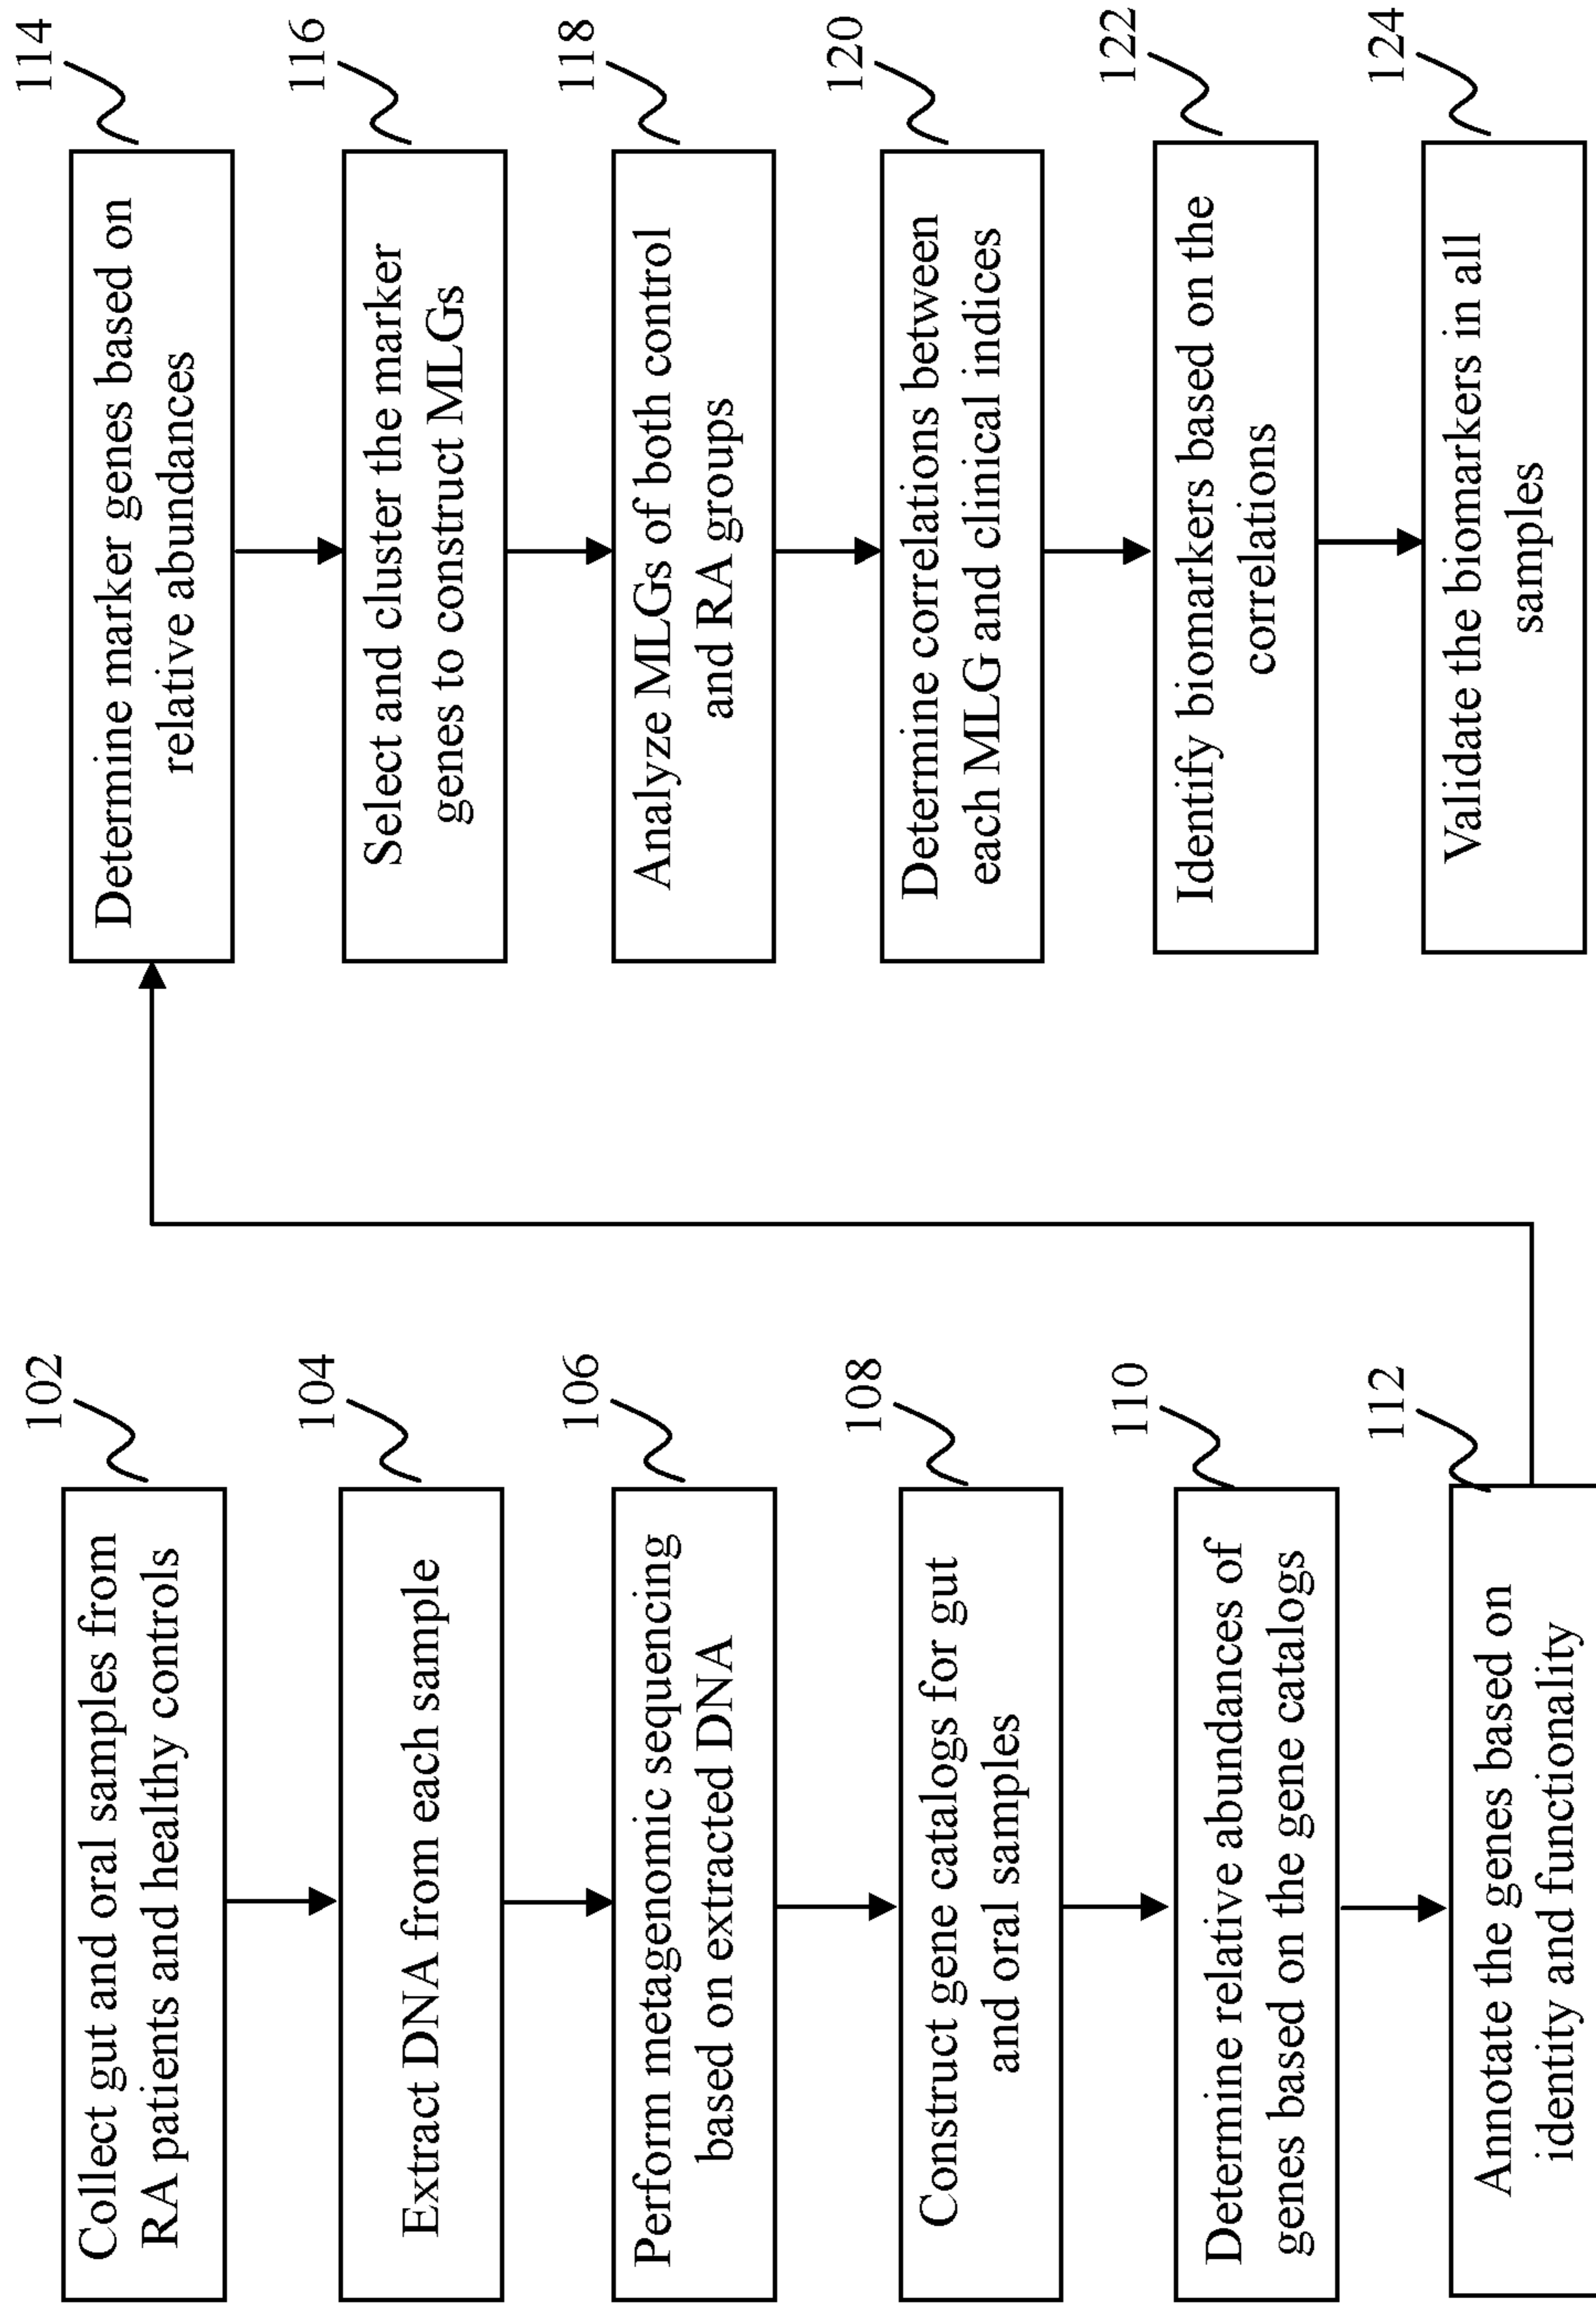 102
Collect gut and oral samples from
RA patients and healthy controls
104
Extract DNA from each sample
106
Perform metagenomic sequencing
based on extracted DNA
108
Construct gene catalogs for gut
and oral samples
110
Determine relative abundances of
genes based on the gene catalogs
112
Annotate the genes based on
identity and functionality
114
Determine marker genes based on
relative abundances
116
Select and cluster the marker
genes to construct MLGs
118
Analyze MLGs of both control
and RA groups
120
Determine correlations between
each MLG and clinical indices
122
Identify biomarkers based on the
correlations
124
Validate the biomarkers in all
samples